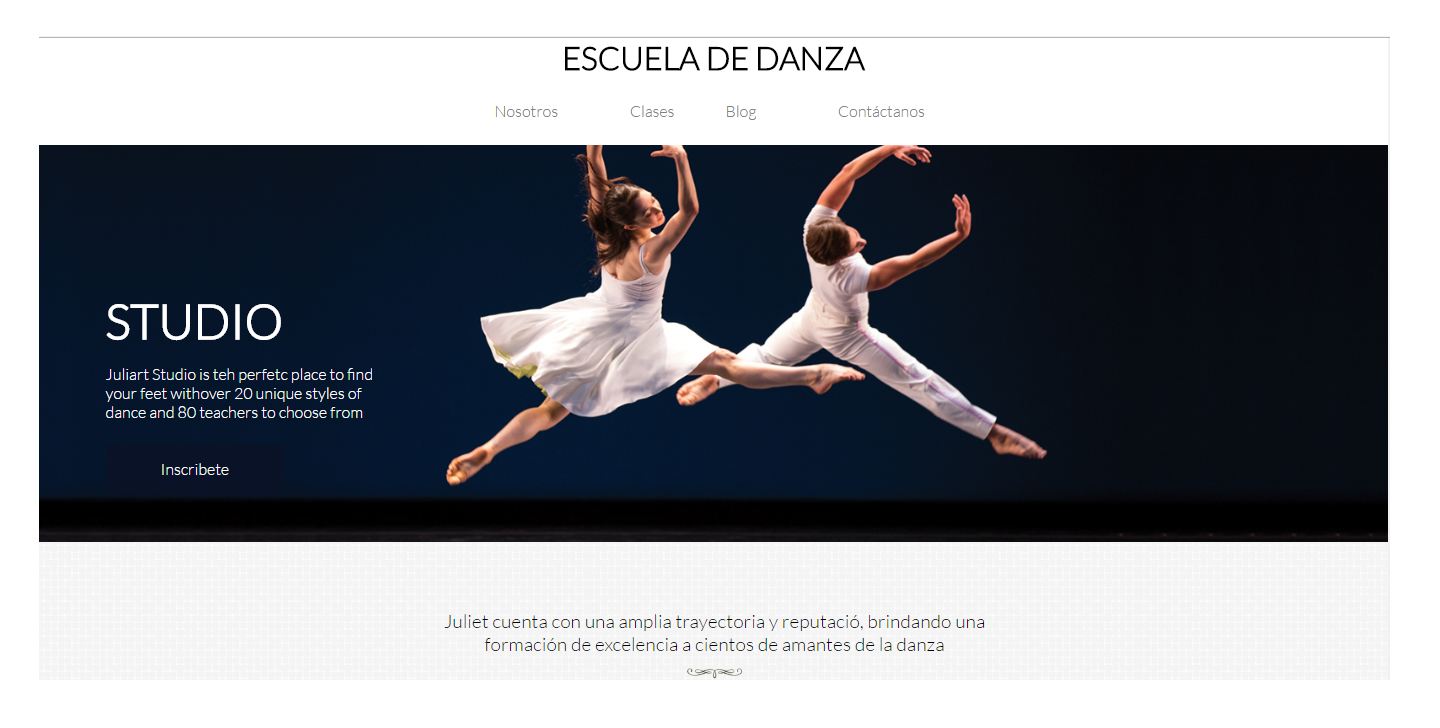 ESCUELA DE DANZA
Nosotros Clases Blog Contáctanos
STUDIO
Juliart Studio is teh perfetc place to find
your feet withover 20 unique styles of
dance and 80 teachers to choose from
Inscribete
Juliet cuenta con una amplia trayectoria y reputació, brindando una
formación de excelencia a cientos de amantes de la danza